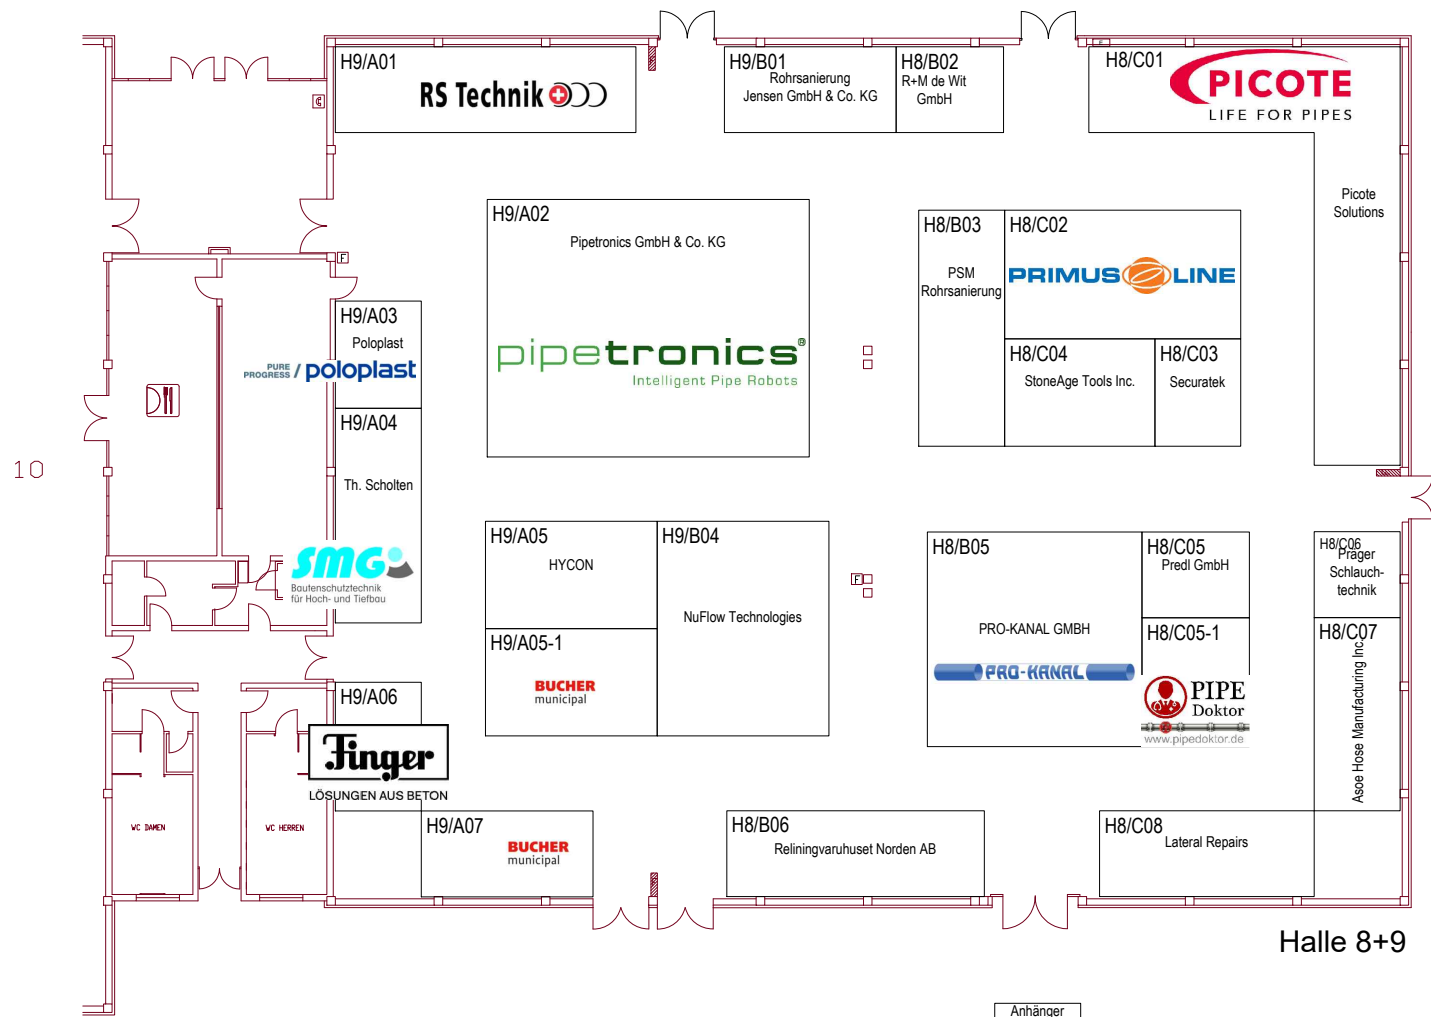 H9/A01
RS Technik
H9/B01
Rohrsanierung
Jensen GmbH & Co. KG
H8/B02
R+M de Wit
GmbH
H8/C01
PICOTE
LIFE FOR PIPES
Picote
Solutions
H9/A02
Pipetronics GmbH & Co. KG
pipetronics®
Intelligent Pipe Robots
H8/B03
PSM
Rohrsanierung
H8/C02
PRIMUS LINE
H8/C04
StoneAge Tools Inc.
H8/C03
Securatek
F
H9/A03
Poloplast
PURE
PROGRESS / poloplast
H9/A04
Th. Scholten
SMG
Bautenschutztechnik
für Hoch- und Tiefbau
10
H9/A05
HYCON
H9/B04
NuFlow Technologies
H9/A05-1
BUCHER
municipal
F
H8/B05
PRO-KANAL GMBH
PRO-KANAL
H8/C05
Predl GmbH
H8/C05-1
PIPE
Doktor
www.pipedoktor.de
H8/C06
Präger
Schlauch-
technik
H8/C07
Asoe Hose Manufacturing Inc.
H9/A06
Finger
LÖSUNGEN AUS BETON
WC DAMEN
WC HERREN
H9/A07
BUCHER
municipal
H8/B06
Reliningvaruhuset Norden AB
H8/C08
Lateral Repairs
Halle 8+9
Anhänger